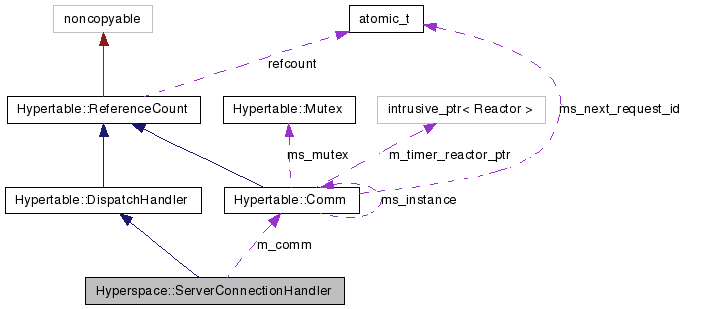 noncopyable
atomic_t
refcount
Hypertable::ReferenceCount
Hypertable::Mutex
intrusive_ptr< Reactor >
ms_next_request_id
ms_mutex
m_timer_reactor_ptr
Hypertable::DispatchHandler
Hypertable::Comm
ms_instance
m_comm
Hyperspace::ServerConnectionHandler